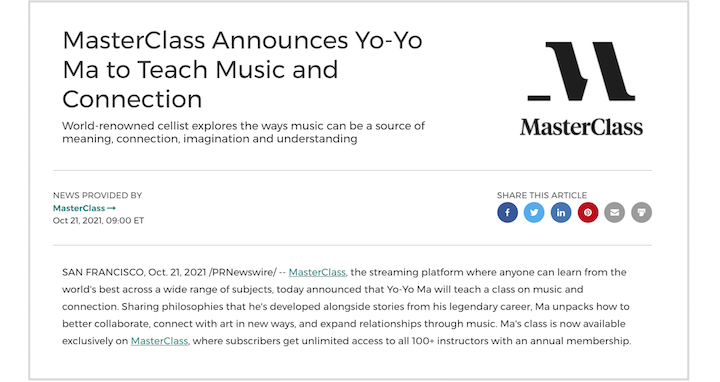 MasterClass Announces Yo-Yo
Ma to Teach Music and
Connection
World-renowned cellist explores the ways music can be a source of
meaning, connection, imagination and understanding
MasterClass
NEWS PROVIDED BY
MasterClass →
Oct 21, 2021, 09:00 ET
SHARE THIS ARTICLE
SAN FRANCISCO, Oct. 21, 2021 /PRNewswire/ -- MasterClass, the streaming platform where anyone can learn from the
world's best across a wide range of subjects, today announced that Yo-Yo Ma will teach a class on music and
connection. Sharing philosophies that he's developed alongside stories from his legendary career, Ma unpacks how to
better collaborate, connect with art in new ways, and expand relationships through music. Ma's class is now available
exclusively on MasterClass, where subscribers get unlimited access to all 100+ instructors with an annual membership.